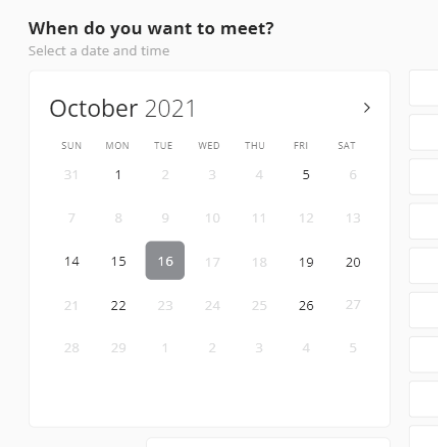 When do you want to meet?
Select a date and time
October 2021
SUN MON TUE WED THU FRI SAT
31 1 2 3 4 5 6
7 8 9 10 11 12 13
14 15 16 17 18 19 20
21 22 23 24 25 26 27
28 29 1 2 3 4 5